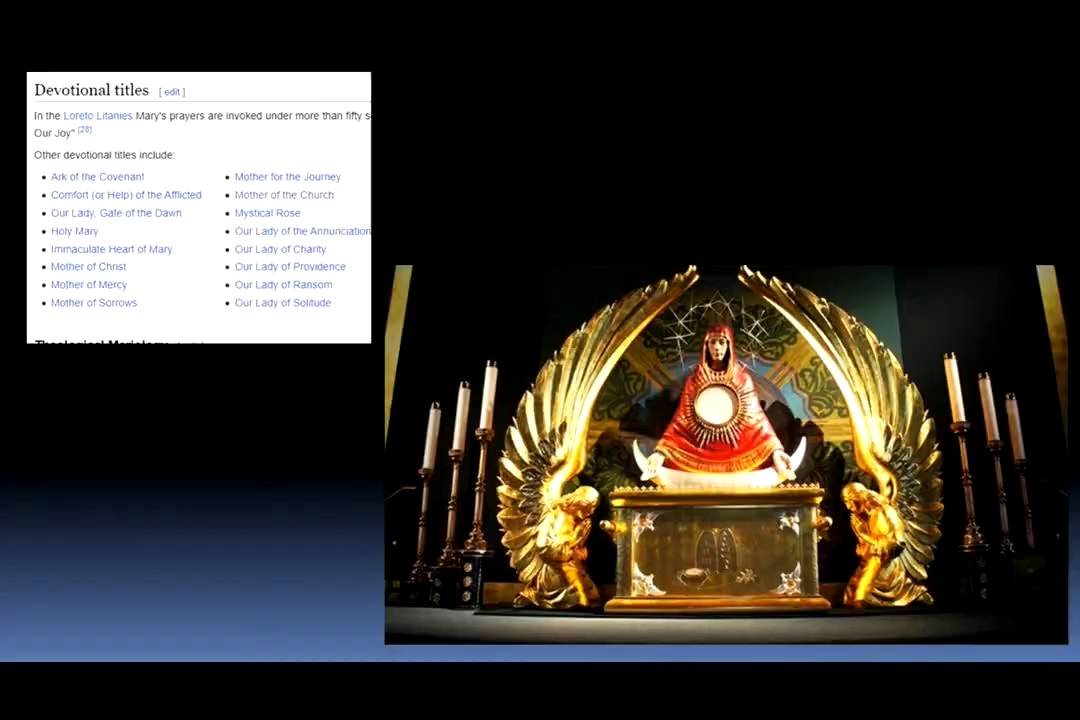 Devotional titles [ edit ]
In the Loreto Litanies Mary's prayers are invoked under more than fifty s
Our Joy" [28]
Other devotional titles include:
Ark of the Covenant
Comfort (or Help) of the Afflicted
Our Lady, Gate of the Dawn
Holy Mary
Immaculate Heart of Mary
Mother of Christ
Mother of Mercy
Mother of Sorrows
Mother for the Journey
Mother of the Church
Mystical Rose
Our Lady of the Annunciation
Our Lady of Charity
Our Lady of Providence
Our Lady of Ransom
Our Lady of Solitude